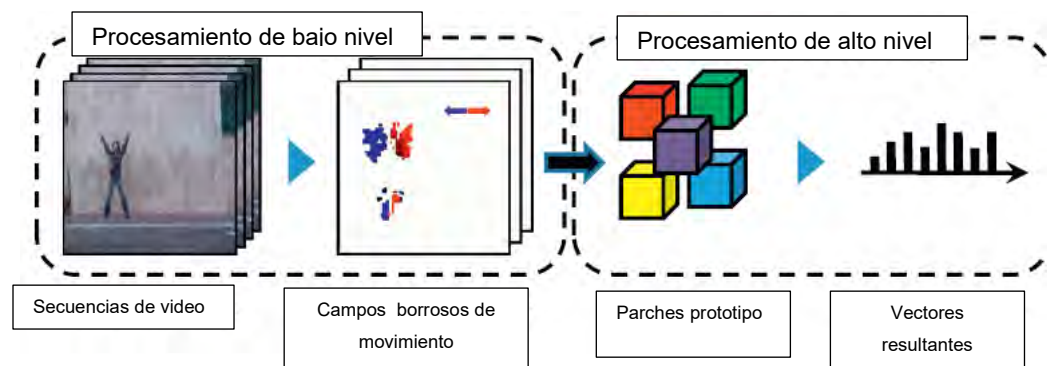 Procesamiento de bajo nivel
Procesamiento de alto nivel
Secuencias de video
Campos borrosos de
movimiento
Parches prototipo
Vectores
resultantes